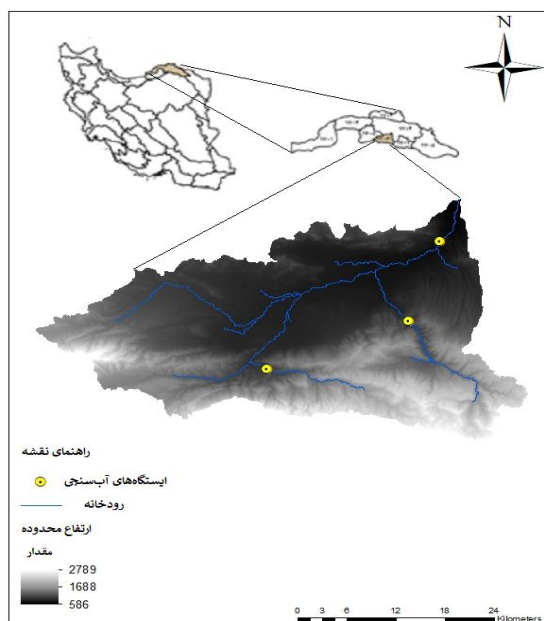 N
راهنمای نقشه
ایستگاه‌های آب‌سنجی
رودخانه
ارتفاع محدوده
مقدار
2789
1688
586
0 3 6 12 18 24
Kilometers